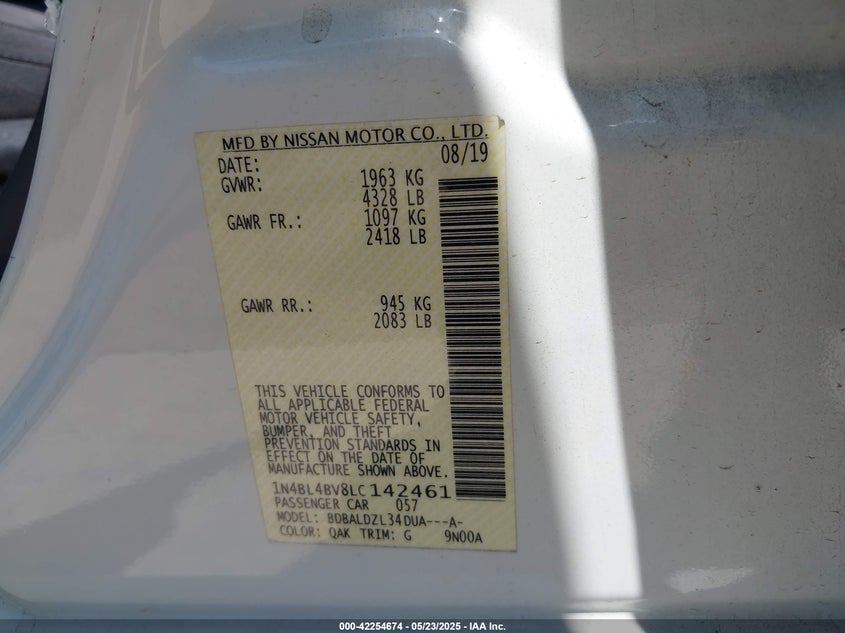 MFD BY NISSAN MOTOR CO., LTD.
DATE: 08/19
GVWR: 1963 KG
4328 LB
GAWR FR.: 1097 KG
2418 LB
GAWR RR.: 945 KG
2083 LB
THIS VEHICLE CONFORMS TO
ALL APPLICABLE FEDERAL
MOTOR VEHICLE SAFETY,
BUMPER, AND THEFT
PREVENTION STANDARDS IN
EFFECT ON THE DATE OF
MANUFACTURE SHOWN ABOVE.
1N4BL4BV8LC142461
PASSENGER CAR 057
MODEL: BDBALDZL34DUA---A-
COLOR: QAK TRIM: G 9N00A
000-42254674 | 05/23/2025 | IAA Inc.